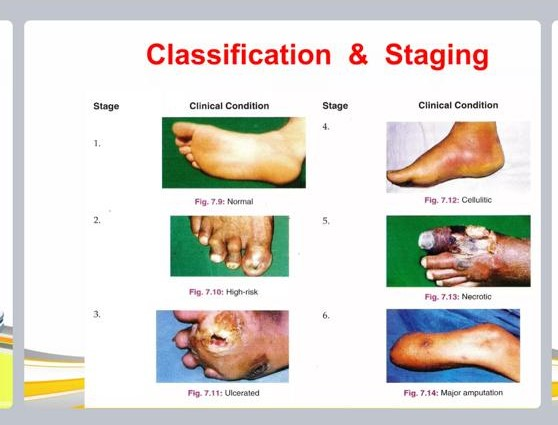 Classification & Staging
Stage Clinical Condition
1.
Fig. 7.9: Normal
2.
Fig. 7.10: High-risk
3.
Fig. 7.11: Ulcerated
Stage Clinical Condition
4.
Fig. 7.12: Cellulitic
5.
Fig. 7.13: Necrotic
6.
Fig. 7.14: Major amputation